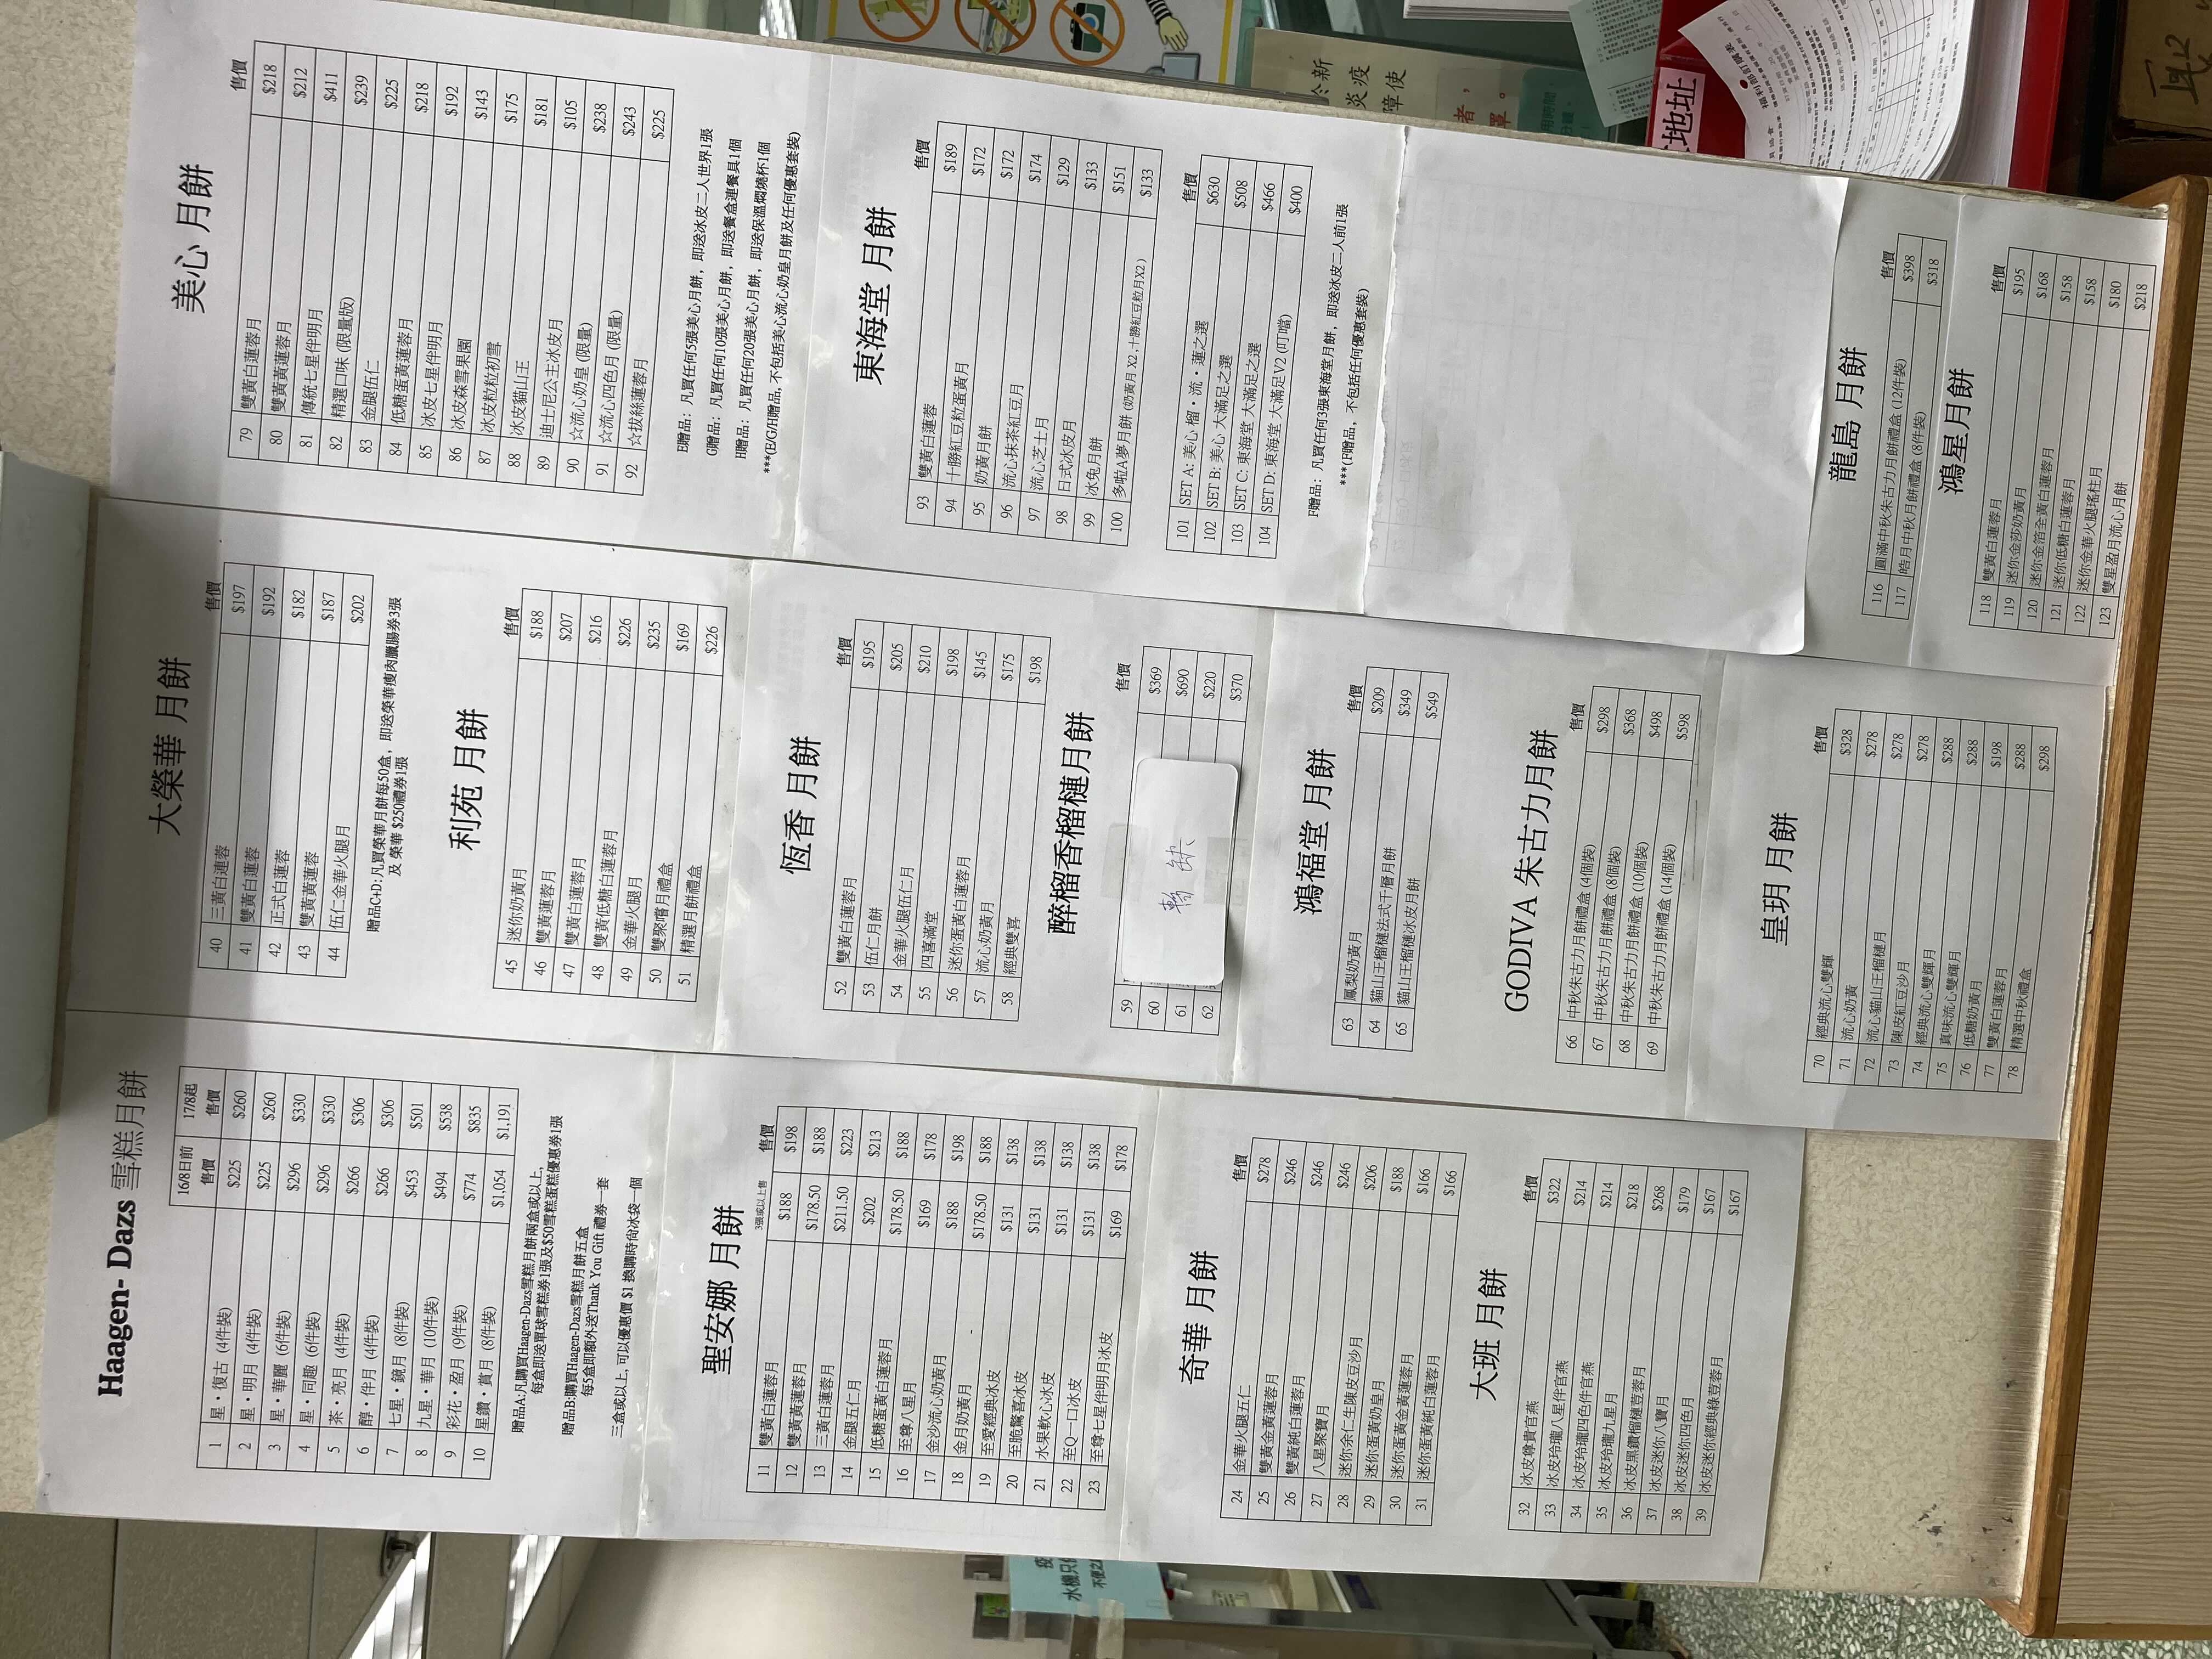 Haagen- Dazs 雪糕月餅
16/8日前 17/8起
售價 售價
1 星・復古 (4件裝) $225 $260
2 星・明月 (4件裝) $225 $260
3 星・華麗 (6件裝) $296 $330
4 星・同趣 (6件裝) $296 $330
5 茶・亮月 (4件裝) $266 $306
6 醇・伴月 (4件裝) $266 $306
7 七星・鏡月 (8件裝) $453 $501
8 九星・華月 (10件裝) $494 $538
9 彩花・盈月 (9件裝) $774 $835
10 星鑽・賞月 (8件裝) $1,054 $1,191
贈品A:凡購買Haagen-Dazs雪糕月餅兩盒或以上,
每盒即送單球雪糕券1張及$50雪糕蛋糕優惠券1張
贈品B:購買Haagen-Dazs雪糕月餅五盒
每5盒即額外送Thank You Gift 禮券一套
三盒或以上, 可以優惠價 $1 換購時尙冰袋一個
聖安娜 月餅
3張或以上售 售價
11 雙黃白蓮蓉月 $188 $198
12 雙黃黃蓮蓉月 $178.50 $188
13 三黃白蓮蓉月 $211.50 $223
14 金腿五仁月 $202 $213
15 低糖蛋黃白蓮蓉月 $178.50 $188
16 至尊八星月 $169 $178
17 金沙流心奶黃月 $188 $198
18 金月奶黃月 $178.50 $188
19 至愛經典冰皮 $131 $138
20 至脆驚喜冰皮 $131 $138
21 水果軟心冰皮 $131 $138
22 至Q一口冰皮 $131 $138
23 至尊七星伴明月冰皮 $169 $178
奇華 月餅
售價
24 金華火腿五仁 $278
25 雙黃金黃蓮蓉月 $246
26 雙黃純白蓮蓉月 $246
27 八星聚寶月 $246
28 迷你余仁生陳皮豆沙月 $206
29 迷你蛋黃奶皇月 $188
30 迷你蛋黃金黃蓮蓉月 $166
31 迷你蛋黃純白蓮蓉月 $166
大班 月餅
售價
32 冰皮尊貴官燕 $322
33 冰皮玲瓏八星伴官燕 $214
34 冰皮玲瓏四色件官燕 $214
35 冰皮玲瓏九星月 $218
36 冰皮黑鑽榴槤荳蓉月 $268
37 冰皮迷你八寶月 $179
38 冰皮迷你四色月 $167
39 冰皮迷你經典綠荳蓉月 $167
大榮華 月餅
售價
40 三黃白連蓉 $197
41 雙黃白蓮蓉 $192
42 正式白蓮蓉 $182
43 雙黃黃蓮蓉 $187
44 伍仁金華火腿月 $202
贈品C+D:凡買榮華月餅每50盒，即送榮華瘦肉臘腸券3張
及 榮華 $250禮券1張
利苑 月餅
售價
45 迷你奶黃月 $188
46 雙黃蓮蓉月 $207
47 雙黃白蓮蓉月 $216
48 雙黃低糖白蓮蓉月 $226
49 金華火腿月 $235
50 雙聚嚐月禮盒 $169
51 精選月餅禮盒 $226
恆香 月餅
售價
52 雙黃白蓮蓉月 $195
53 伍仁月餅 $205
54 金華火腿伍仁月 $210
55 四喜滿堂 $198
56 迷你蛋黃白蓮蓉月 $145
57 流心奶黃月 $175
58 經典雙喜 $198
醉榴香榴槤月餅
售價
59 $369
60 $690
61 $220
62 $370
暫缺
鴻福堂 月餅
售價
63 鳳梨奶黃月 $209
64 貓山王榴槤法式千層月餅 $349
65 貓山王榴槤冰皮月餅 $549
GODIVA 朱古力月餅
售價
66 中秋朱古力月餅禮盒 (4個裝) $298
67 中秋朱古力月餅禮盒 (8個裝) $368
68 中秋朱古力月餅禮盒 (10個裝) $498
69 中秋朱古力月餅禮盒 (14個裝) $598
皇玥 月餅
售價
70 經典流心雙輝 $328
71 流心奶黃 $278
72 流心貓山王榴槤月 $278
73 陳皮紅豆沙月 $278
74 經典流心雙輝月 $288
75 真味流心雙輝月 $288
76 低糖奶黃月 $198
77 雙黃白蓮蓉月 $288
78 精選中秋禮盒 $298
美心 月餅
售價
79 雙黃白蓮蓉月 $218
80 雙黃黃蓮蓉月 $212
81 傳統七星伴明月 $411
82 精選口味 (限量版) $239
83 金腿伍仁 $225
84 低糖蛋黃蓮蓉月 $218
85 冰皮七星伴明月 $192
86 冰皮森雪果園 $143
87 冰皮粒粒初雪 $175
88 冰皮貓山王 $181
89 迪士尼公主冰皮月 $105
90 ☆流心奶皇 (限量) $238
91 ☆流心四色月 (限量) $243
92 ☆拔絲蓮蓉月 $225
E贈品：凡買任何5張美心月餅，即送冰皮二人世界1張
G贈品：凡買任何10張美心月餅，即送餐盒連餐具1個
H贈品：凡買任何20張美心月餅，即送保溫燜燒杯1個
***(E/G/H贈品, 不包括美心流心奶皇月餅及任何優惠套裝)
東海堂 月餅
售價
93 雙黃白蓮蓉 $189
94 十勝紅豆粒蛋黃月 $172
95 奶黃月餅 $172
96 流心抹茶紅豆月 $174
97 流心芝士月 $129
98 日式冰皮月 $133
99 冰兔月餅 $151
100 多啦A夢月餅 (奶黃月 X2 ,十勝紅豆粒月X2 ) $133
售價
101 SET A: 美心 榴・流・蓮之選 $630
102 SET B: 美心 大滿足之選 $508
103 SET C: 東海堂 大滿足之選 $466
104 SET D: 東海堂 大滿足V2 (叮噹) $400
F贈品：凡買任何3張東海堂月餅，即送冰皮二人前1張
***(F贈品，不包括任何優惠套裝)
龍島 月餅
售價
116 圓滿中秋朱古力月餅禮盒 (12件裝) $398
117 皓月中秋月餅禮盒 (8件裝) $318
鴻星月餅
售價
118 雙黃白蓮蓉月 $195
119 迷你金莎奶黃月 $168
120 迷你金箔全黃白蓮蓉月 $158
121 迷你低糖白蓮蓉月 $158
122 迷你金華火腿瑤柱月 $180
123 雙星盈月流心月餅 $218
疫
水機只
不便之
於新
炎疫
障使
者，
罩。
地址
福利部訂購表